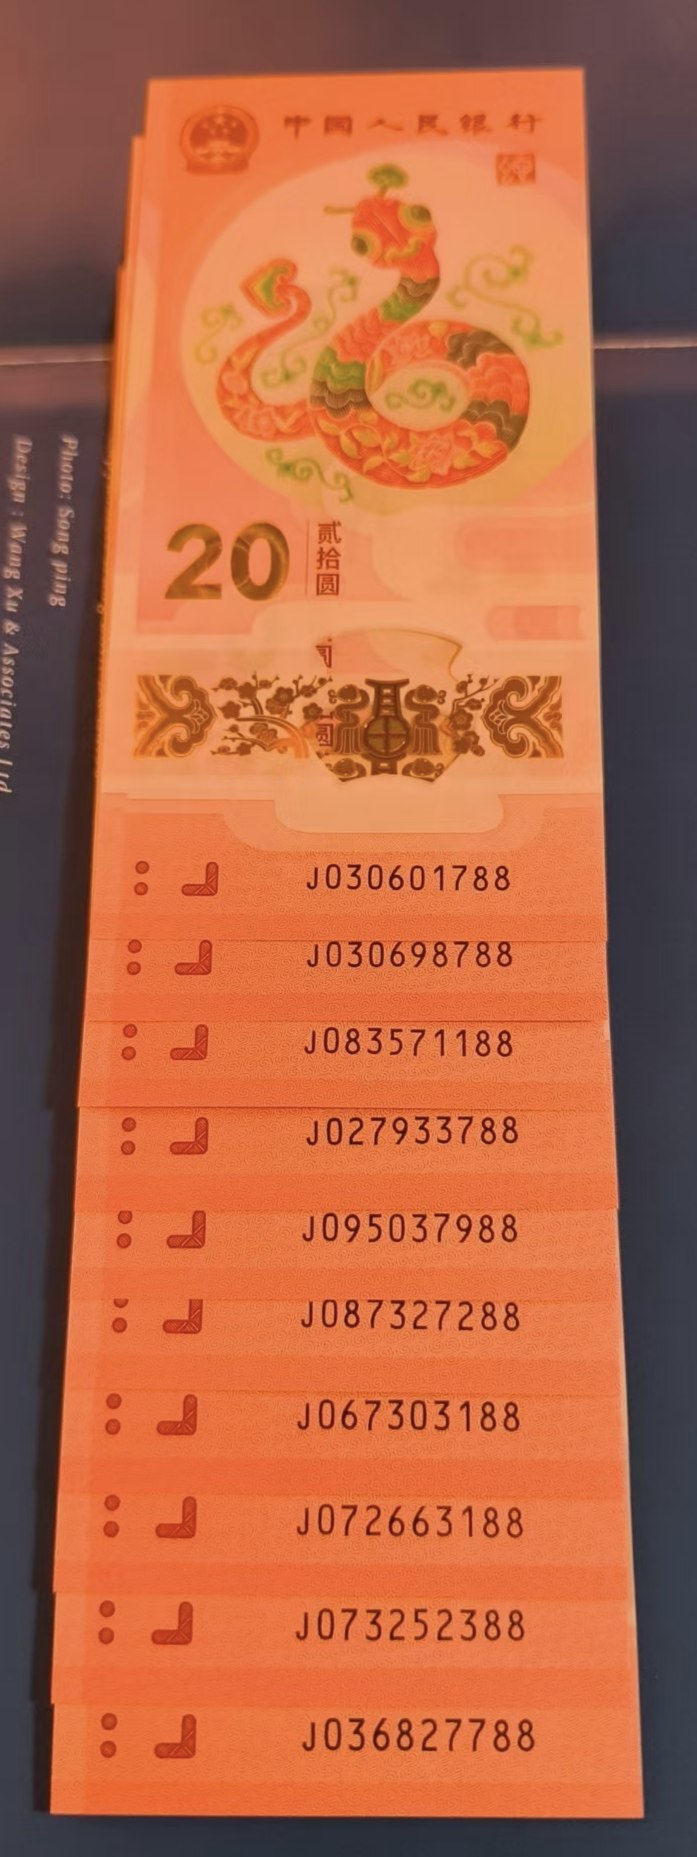 中国人民银行
20
贰拾圆
圆
J030601788
J030698788
J083571188
J027933788
J095037988
J087327288
J067303188
J072663188
J073252388
J036827788
Photo: Song ping
Design : Wang Xu & Associates Ltd